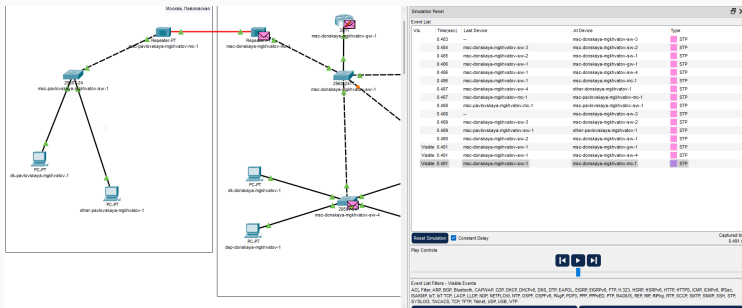 Москва, Павловская
Repeater-PT
msc-pavlovskaya-mgkhvatov-mc-1
Repeater-PT
msc-donskaya-mgkhvatov-mc-1
2811
msc-donskaya-mgkhvatov-gw-1
msc-pavlovskaya-mgkhvatov-sw-1
msc-donskaya-mgkhvatov-sw-1
PC-PT
dk-pavlovskaya-mgkhvatov-1
PC-PT
other-pavlovskaya-mgkhvatov-1
PC-PT
dk-donskaya-mgkhvatov-1
msc-donskaya-mgkhvatov-sw-4
PC-PT
dep-donskaya-mgkhvatov-1
Simulation Panel
Event List
Vis. Time(sec) Last Device At Device Type
0.483 -- msc-donskaya-mgkhvatov-sw-3 STP
0.484 msc-donskaya-mgkhvatov-sw-3 msc-donskaya-mgkhvatov-sw-2 STP
0.485 msc-donskaya-mgkhvatov-sw-2 msc-donskaya-mgkhvatov-sw-1 STP
0.486 msc-donskaya-mgkhvatov-sw-1 STP
0.486 msc-donskaya-mgkhvatov-sw-1 msc-donskaya-mgkhvatov-sw-4 STP
0.486 msc-donskaya-mgkhvatov-sw-1 msc-donskaya-mgkhvatov-mc-1 STP
0.487 msc-donskaya-mgkhvatov-sw-4 other-donskaya-mgkhvatov-1 STP
0.487 msc-donskaya-mgkhvatov-mc-1 msc-pavlovskaya-mgkhvatov-mc-1 STP
0.488 msc-pavlovskaya-mgkhvatov-mc-1 msc-pavlovskaya-mgkhvatov-sw-1 STP
0.488 -- msc-donskaya-mgkhvatov-sw-3 STP
0.489 msc-donskaya-mgkhvatov-sw-3 msc-donskaya-mgkhvatov-sw-2 STP
0.489 msc-pavlovskaya-mgkhvatov-sw-1 other-pavlovskaya-mgkhvatov-1 STP
0.490 msc-donskaya-mgkhvatov-sw-2 msc-donskaya-mgkhvatov-sw-1 STP
Visible 0.491 msc-donskaya-mgkhvatov-sw-1 STP
Visible 0.491 msc-donskaya-mgkhvatov-sw-1 msc-donskaya-mgkhvatov-sw-4 STP
Visible 0.491 msc-donskaya-mgkhvatov-sw-1 msc-donskaya-mgkhvatov-mc-1 STP
Reset Simulation Constant Delay Captured to
0.491
Play Controls
Event List Filters - Visible Events
ACL Filter, ARP, BGP, Bluetooth, CAPWAP, CDP, DHCP, DHCPv6, DNS, DTP, EAPOL, EIGRP, EIGRPv6, FTP, H.323, HSRP, HSRPv6, HTTP, HTTPS, ICMP, ICMPv6, IPSec,
ISAKMP, IoT, IoT TCP, LACP, LLDP, NDP, NETFLOW, NTP, OSPF, OSPFv6, PAgP, POP3, PPP, PPPoED, PTP, RADIUS, REP, RIP, RIPng, RTP, SCCP, SMTP, SNMP, SSH, STP,
SYSLOG, TACACS, TCP, TFTP, Telnet, UDP, USB, VTP